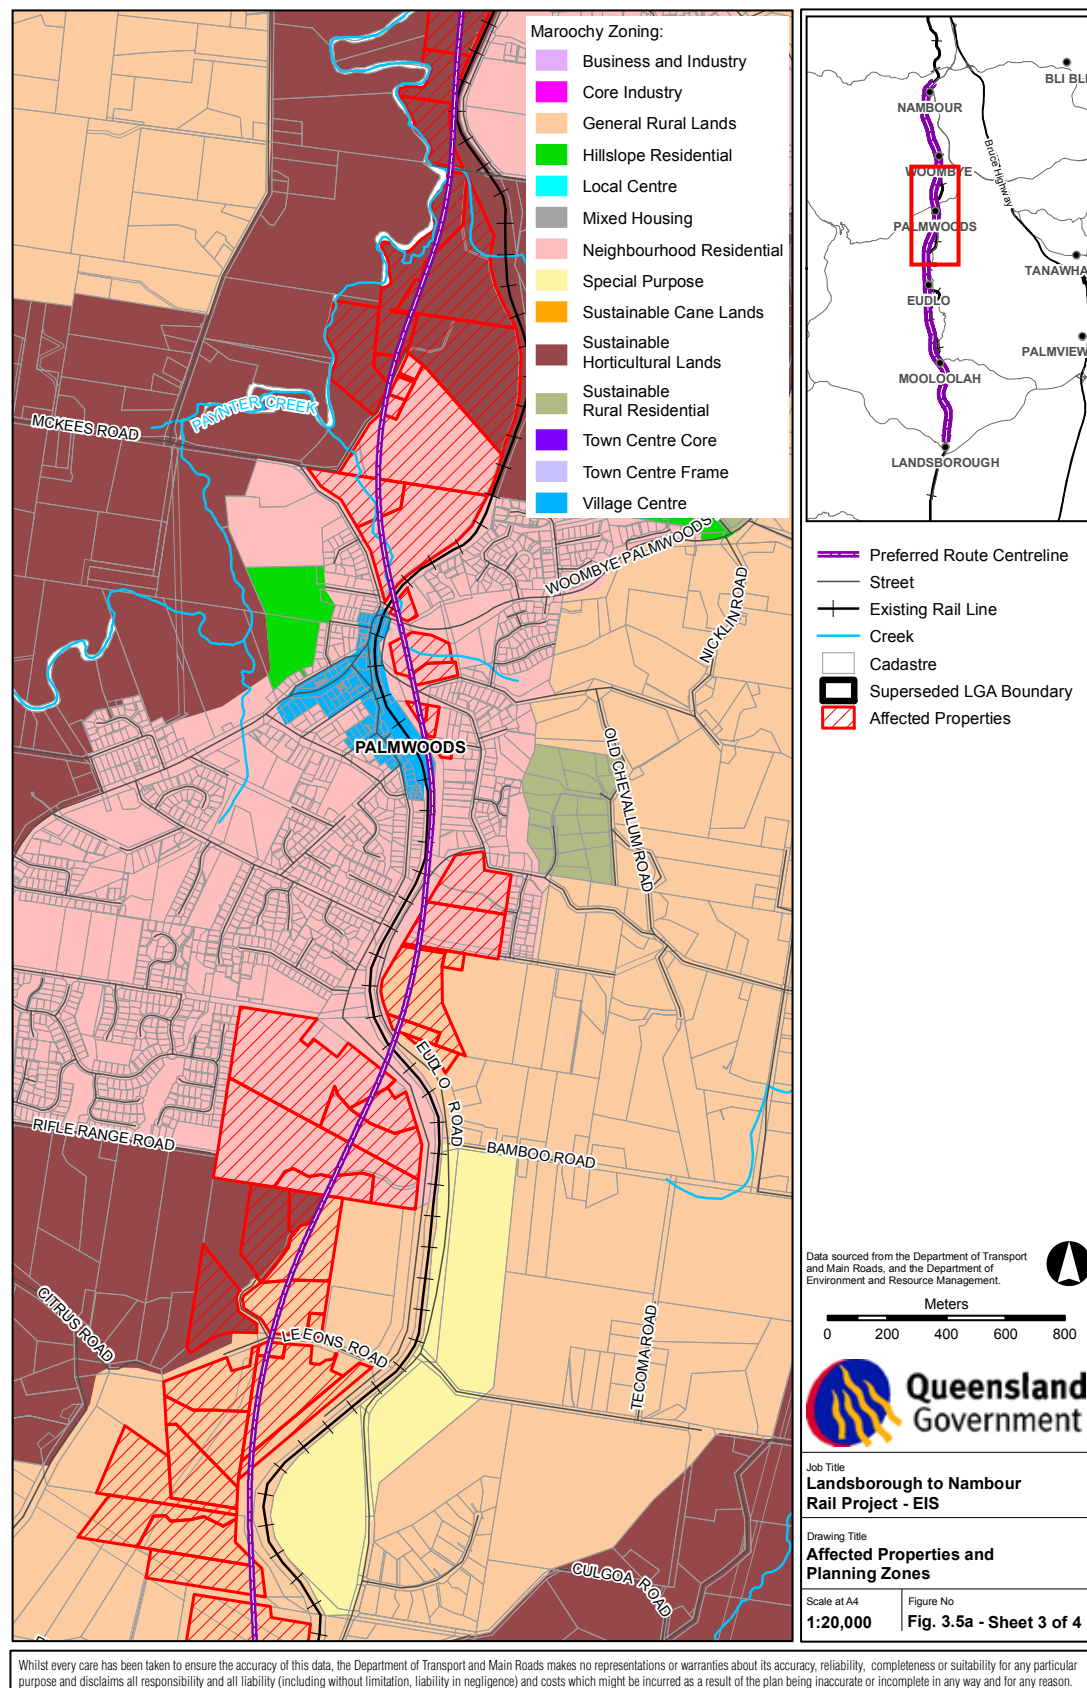 Maroochy Zoning:
Business and Industry
Core Industry
General Rural Lands
Hillslope Residential
Local Centre
Mixed Housing
Neighbourhood Residential
Special Purpose
Sustainable Cane Lands
Sustainable
Horticultural Lands
Sustainable
Rural Residential
Town Centre Core
Town Centre Frame
Village Centre
MCKEES ROAD
PAYNTER CREEK
WOOMBYE PALMWOODS
NICKLIN ROAD
OLD CHEVALLUM ROAD
PALMWOODS
EUDLO ROAD
RIFLE RANGE ROAD
BAMBOO ROAD
CITRUS ROAD
LEEONS ROAD
TECOMA ROAD
CULGOA ROAD
BLI BLI
NAMBOUR
Bruce Highway
WOOMBYE
PALMWOODS
TANAWHA
EUDLO
PALMVIEW
MOOLOOLAH
LANDSBOROUGH
Preferred Route Centreline
Street
Existing Rail Line
Creek
Cadastre
Superseded LGA Boundary
Affected Properties
Data sourced from the Department of Transport
and Main Roads, and the Department of
Environment and Resource Management.
Meters
0 200 400 600 800
Queensland
Government
Job Title
Landsborough to Nambour
Rail Project - EIS
Drawing Title
Affected Properties and
Planning Zones
Scale at A4
1:20,000
Figure No
Fig. 3.5a - Sheet 3 of 4
Whilst every care has been taken to ensure the accuracy of this data, the Department of Transport and Main Roads makes no representations or warranties about its accuracy, reliability, completeness or suitability for any particular
purpose and disclaims all responsibility and all liability (including without limitation, liability in negligence) and costs which might be incurred as a result of the plan being inaccurate or incomplete in any way and for any reason.